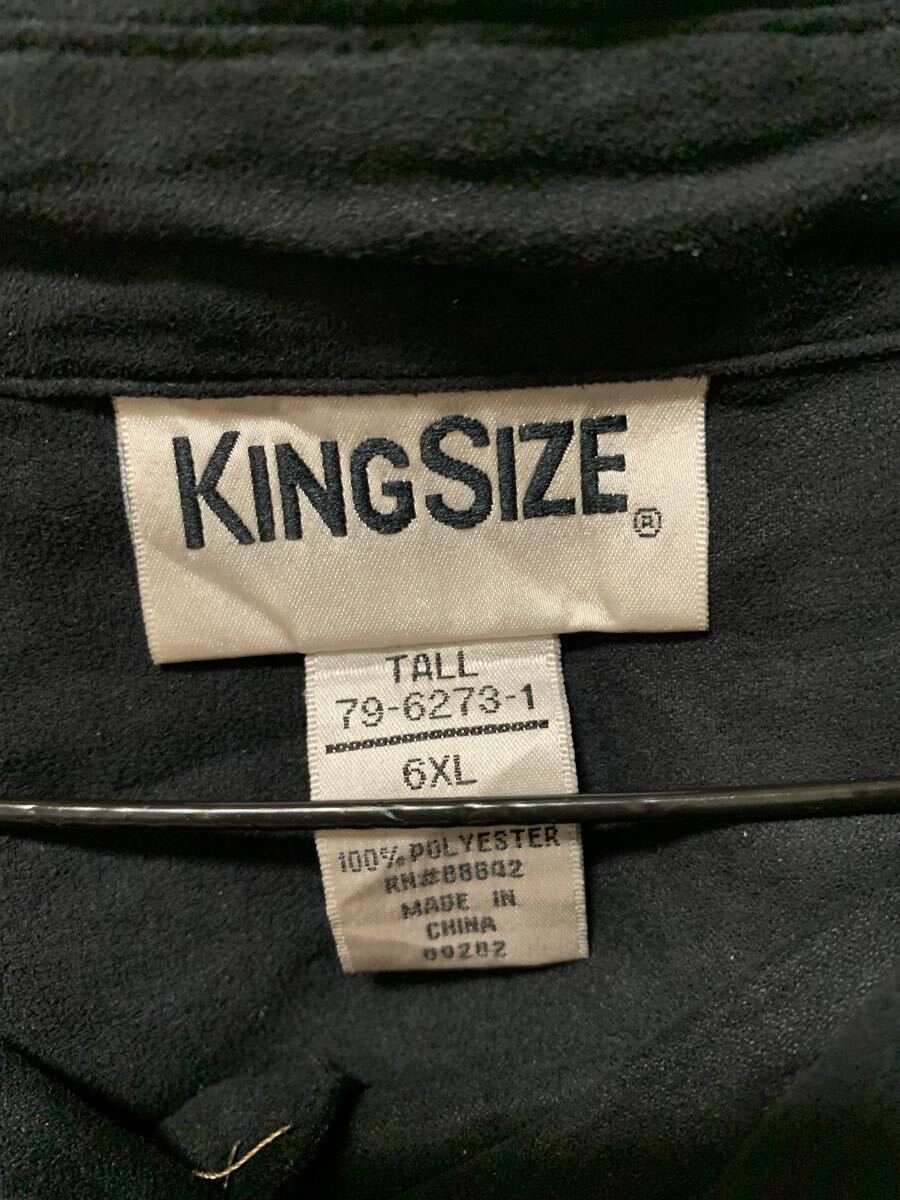 KINGSIZE®
TALL
79-6273-1
6XL
100% POLYESTER
RN#88842
MADE IN
CHINA
09282